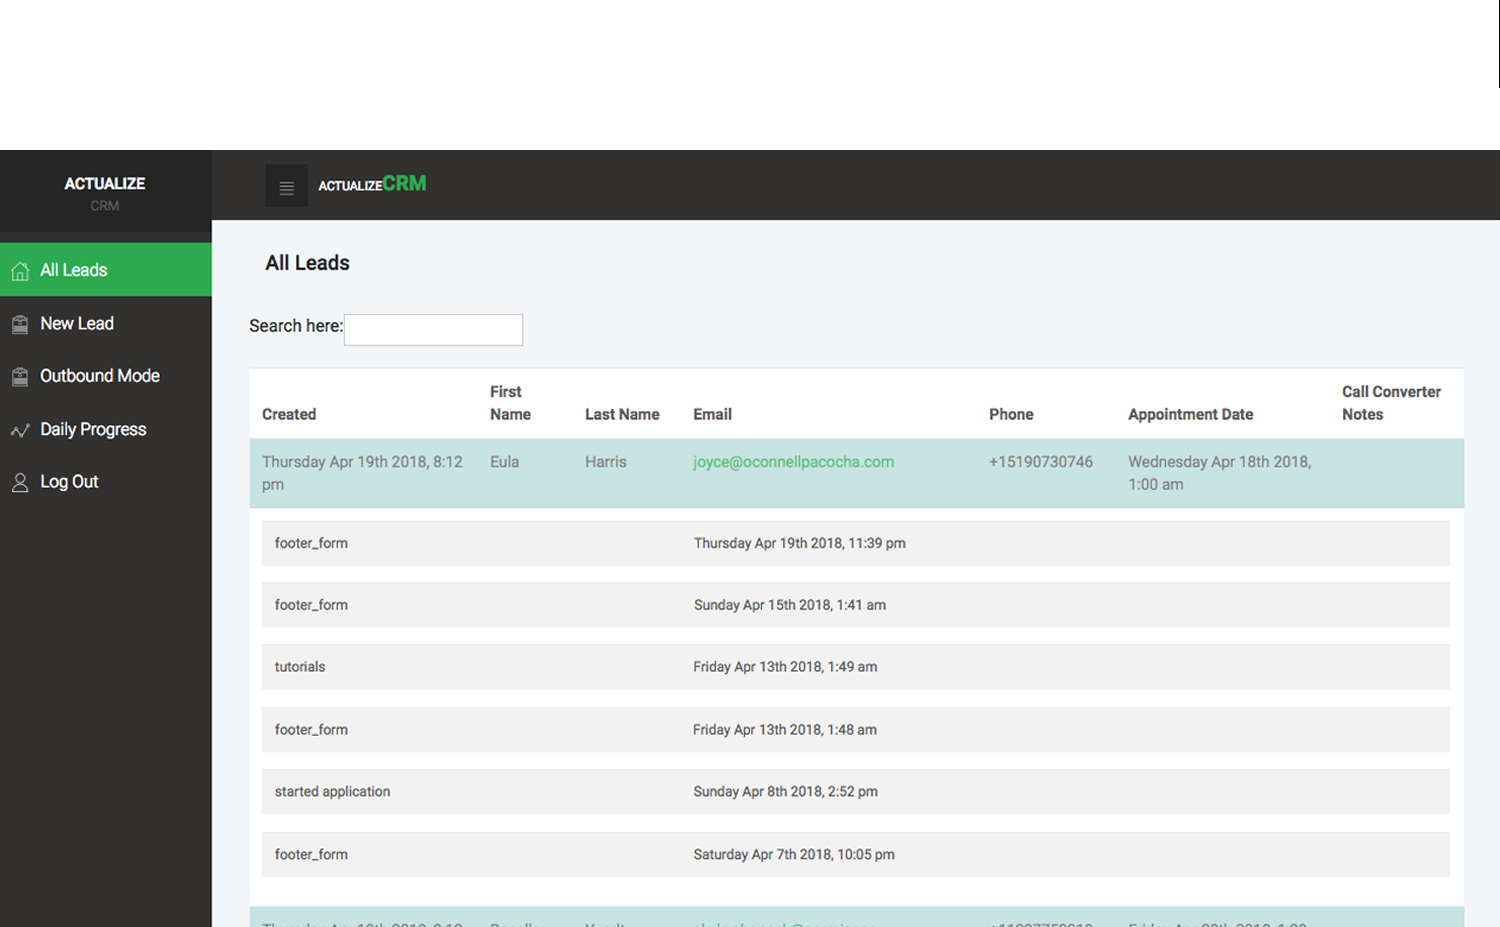 ACTUALIZE
CRM
ACTUALIZECRM
All Leads
New Lead
Outbound Mode
Daily Progress
Log Out
All Leads
Search here:
Created First Name Last Name Email Phone Appointment Date Call Converter Notes
Thursday Apr 19th 2018, 8:12 pm Eula Harris joyce@oconnellpacocha.com +15190730746 Wednesday Apr 18th 2018, 1:00 am
footer_form Thursday Apr 19th 2018, 11:39 pm
footer_form Sunday Apr 15th 2018, 1:41 am
tutorials Friday Apr 13th 2018, 1:49 am
footer_form Friday Apr 13th 2018, 1:48 am
started application Sunday Apr 8th 2018, 2:52 pm
footer_form Saturday Apr 7th 2018, 10:05 pm